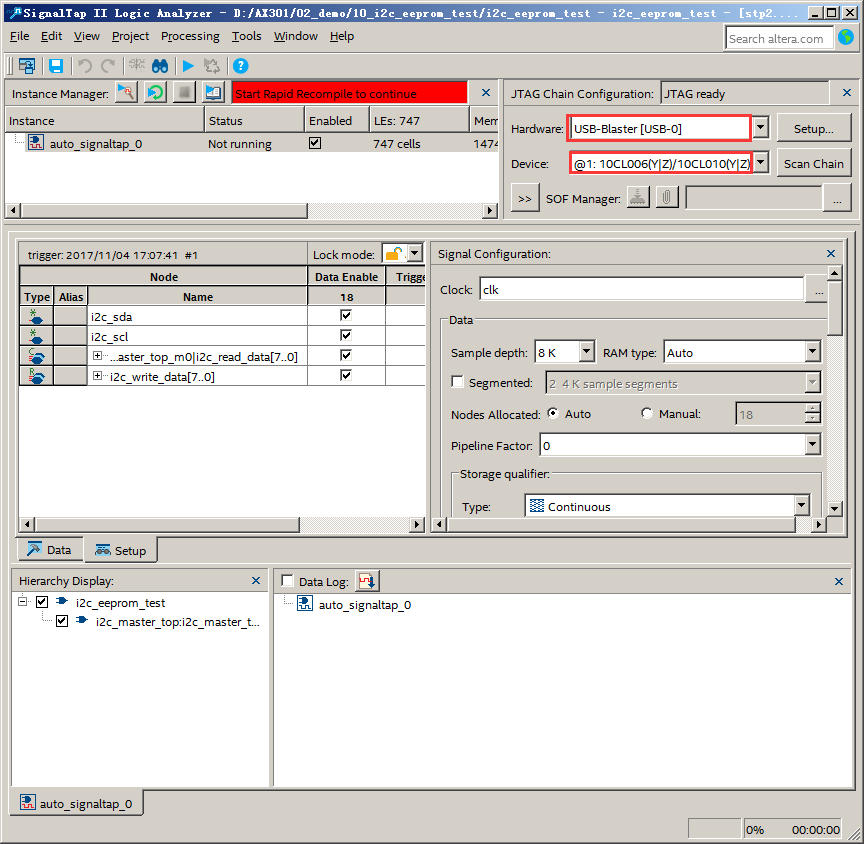 SignalTap II Logic Analyzer - D:/AX301/02_demo/10_i2c_eeprom_test/i2c_eeprom_test - i2c_eeprom_test - [stp2....
File Edit View Project Processing Tools Window Help
Search altera.com
Instance Manager: Start Rapid Recompile to continue
JTAG Chain Configuration: JTAG ready
Instance Status Enabled LEs: 747 Mem
auto_signaltap_0 Not running 747 cells 1474
Hardware: USB-Blaster [USB-0] Setup...
Device: @1: 10CL006(Y|Z)/10CL010(Y|Z) Scan Chain
>> SOF Manager: ...
trigger: 2017/11/04 17:07:41 #1 Lock mode:
Signal Configuration:
Node Data Enable Trigge
Type Alias Name 18
i2c_sda
i2c_scl
...aster_top_m0|i2c_read_data[7..0]
i2c_write_data[7..0]
Clock: clk ...
Data
Sample depth: 8 K RAM type: Auto
Segmented: 2 4 K sample segments
Nodes Allocated: Auto Manual: 18
Pipeline Factor: 0
Storage qualifier:
Type: Continuous
Data Setup
Hierarchy Display:
i2c_eeprom_test
i2c_master_top:i2c_master_t...
Data Log:
auto_signaltap_0
auto_signaltap_0
0% 00:00:00